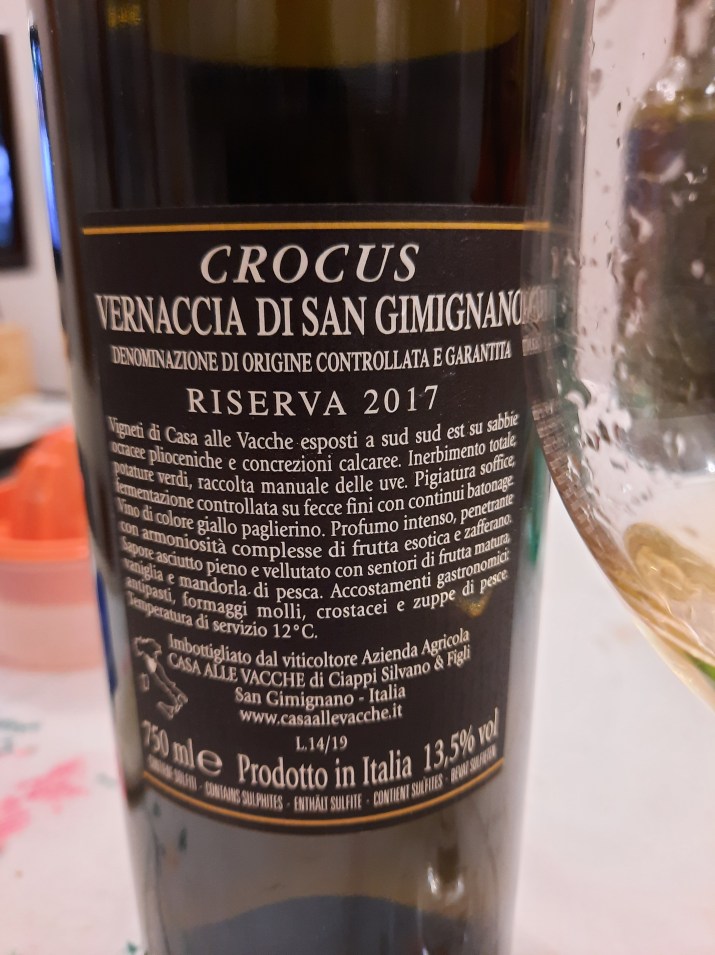 CROCUS
VERNACCIA DI SAN GIMIGNANO
DENOMINAZIONE DI ORIGINE CONTROLLATA E GARANTITA
RISERVA 2017
Vigneti di Casa alle Vacche esposti a sud sud est su sabbie
ocracee plioceniche e concrezioni calcaree. Inerbimento totale,
potature verdi, raccolta manuale delle uve. Pigiatura soffice,
fermentazione controllata su fecce fini con continui batonage.
Vino di colore giallo paglierino. Profumo intenso, penetrante
con armoniosità complesse di frutta esotica e zafferano.
Sapore asciutto pieno e vellutato con sentori di frutta matura,
vaniglia e mandorla di pesca. Accostamenti gastronomici:
antipasti, formaggi molli, crostacei e zuppe di pesce.
Temperatura di servizio 12°C.
Imbottigliato dal viticoltore Azienda Agricola
CASA ALLE VACCHE di Ciappi Silvano & Figli
San Gimignano - Italia
www.casaallevacche.it
L.14/19
750 ml e Prodotto in Italia 13,5% vol
CONTIENE SOLFITI - CONTAINS SULPHITES - ENTHÄLT SULFITE - CONTIENT SULFITES - BEVAT SULFIETEN